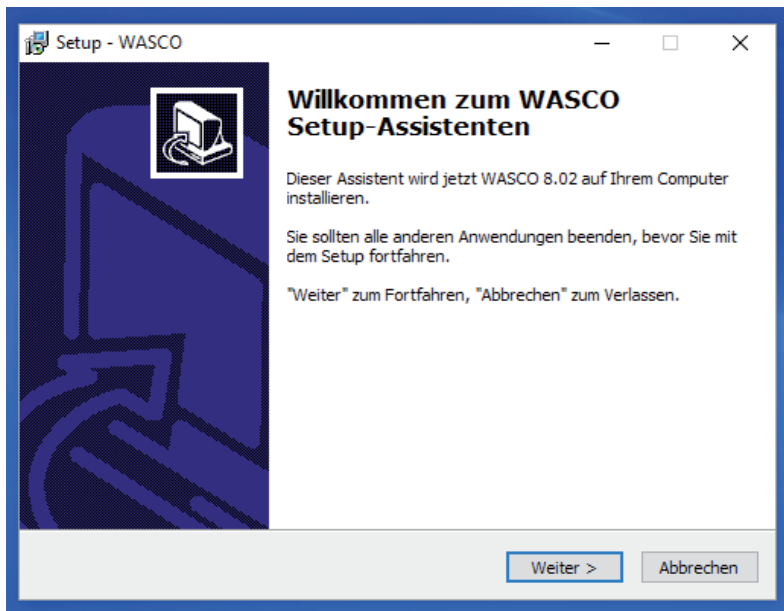 Setup - WASCO
Willkommen zum WASCO
Setup-Assistenten
Dieser Assistent wird jetzt WASCO 8.02 auf Ihrem Computer
installieren.
Sie sollten alle anderen Anwendungen beenden, bevor Sie mit
dem Setup fortfahren.
"Weiter" zum Fortfahren, "Abbrechen" zum Verlassen.
Weiter >
Abbrechen